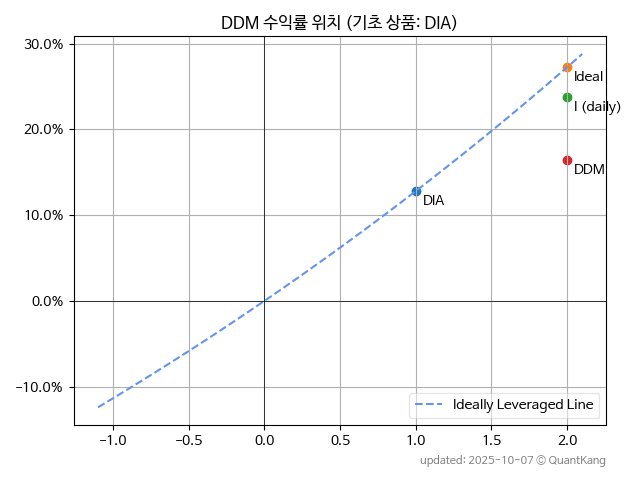 DDM 수익률 위치 (기초 상품: DIA)
30.0%
20.0%
10.0%
0.0%
−10.0%
Ideal
I (daily)
DDM
DIA
Ideally Leveraged Line
−1.0 −0.5 0.0 0.5 1.0 1.5 2.0
updated: 2025-10-07 © QuantKang